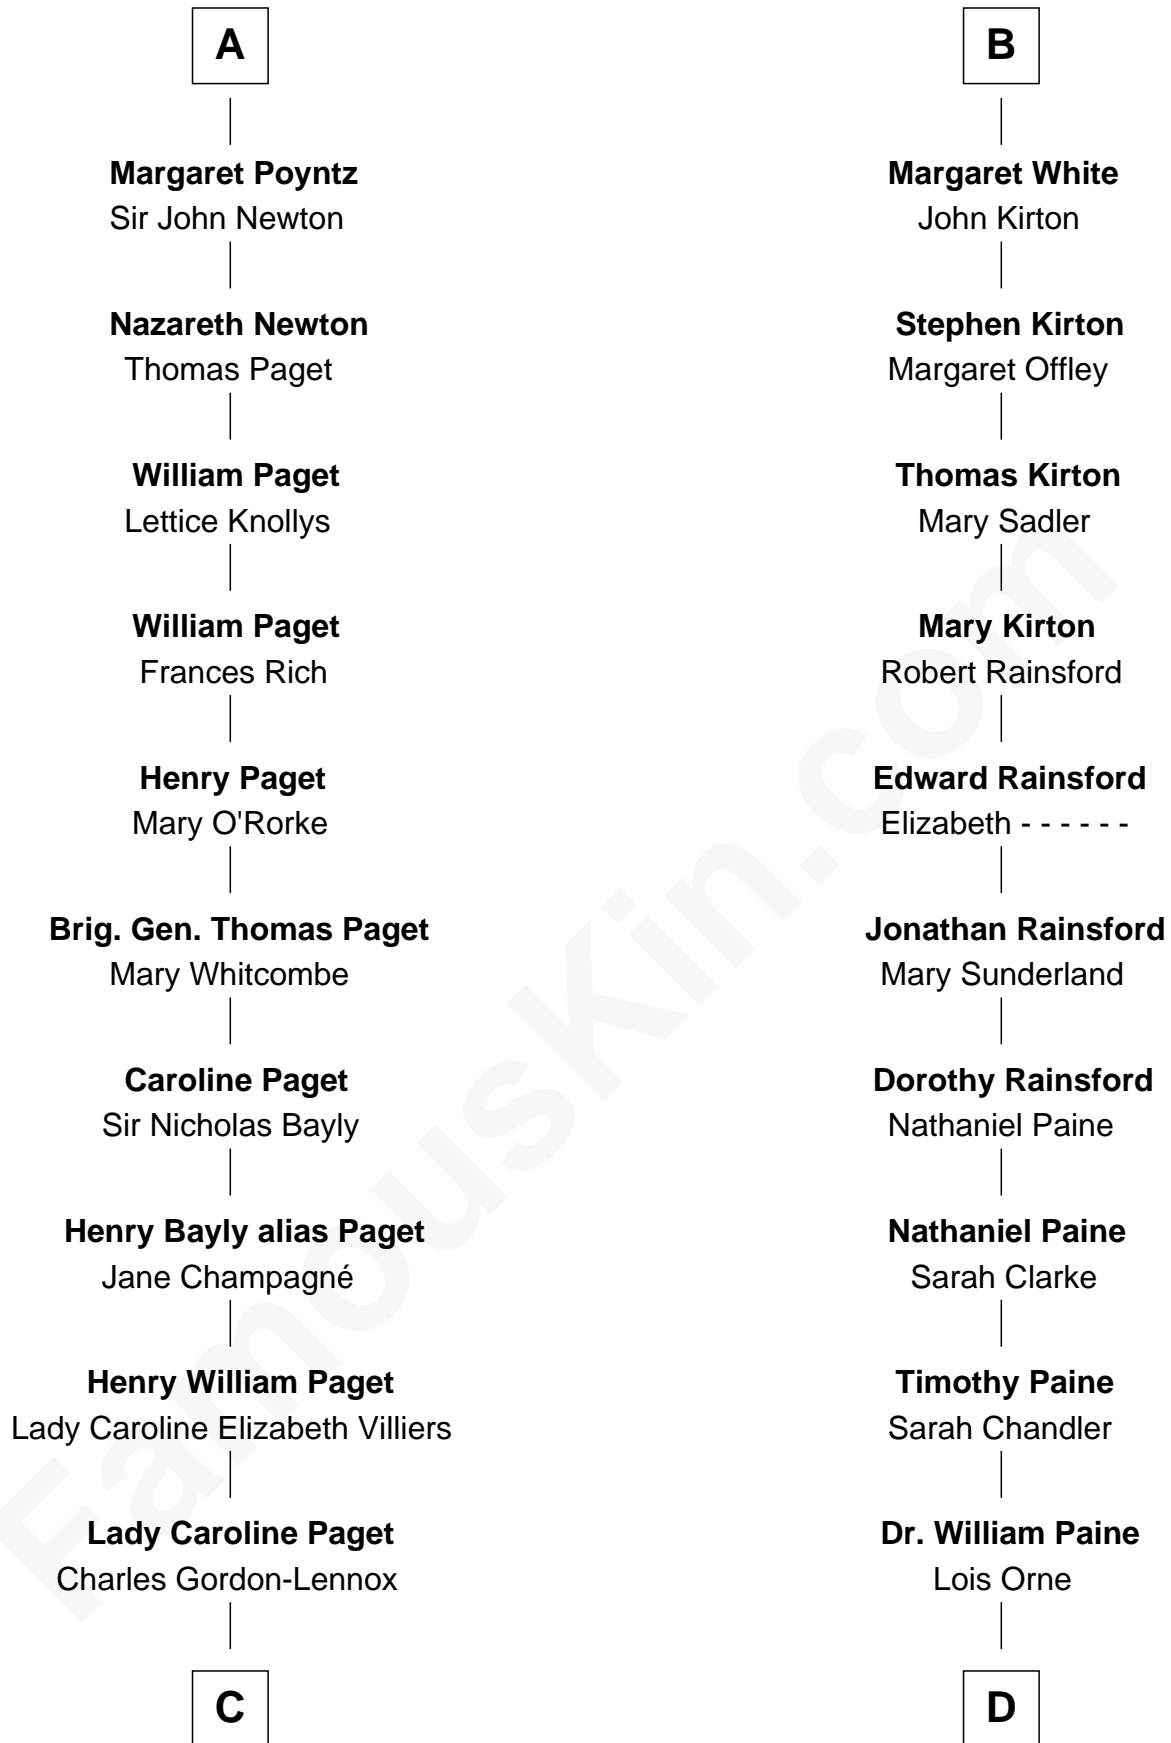 A
Margaret Poyntz
Sir John Newton
Nazareth Newton
Thomas Paget
William Paget
Lettice Knollys
William Paget
Frances Rich
Henry Paget
Mary O'Rorke
Brig. Gen. Thomas Paget
Mary Whitcombe
Caroline Paget
Sir Nicholas Bayly
Henry Bayly alias Paget
Jane Champagné
Henry William Paget
Lady Caroline Elizabeth Villiers
Lady Caroline Paget
Charles Gordon-Lennox
C
B
Margaret White
John Kirton
Stephen Kirton
Margaret Offley
Thomas Kirton
Mary Sadler
Mary Kirton
Robert Rainsford
Edward Rainsford
Elizabeth - - - - - -
Jonathan Rainsford
Mary Sunderland
Dorothy Rainsford
Nathaniel Paine
Nathaniel Paine
Sarah Clarke
Timothy Paine
Sarah Chandler
Dr. William Paine
Lois Orne
D
FamousKin.com